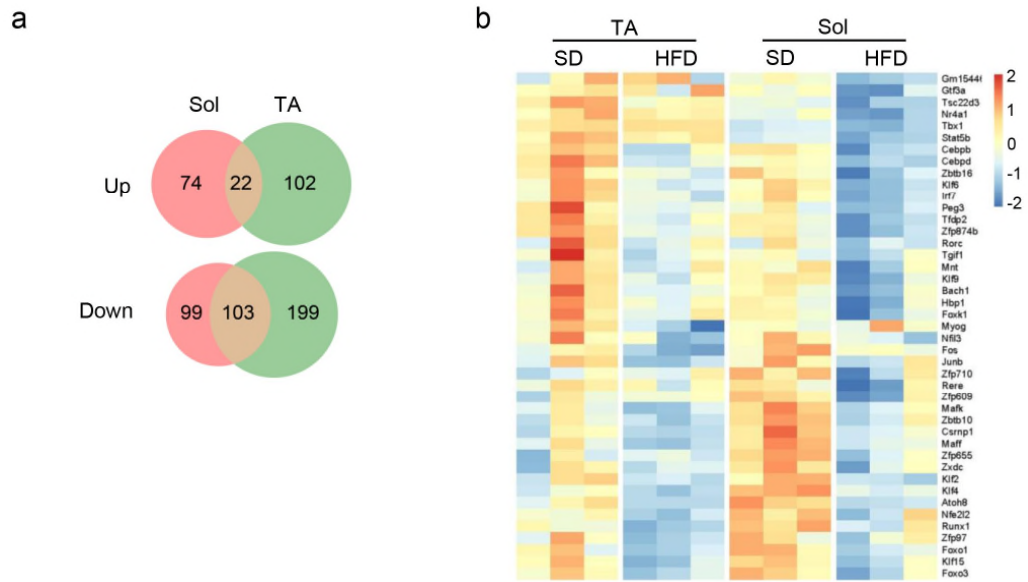 a
Sol TA
Up 74 22 102
Down 99 103 199
b
TA Sol
SD HFD SD HFD
Gm1544
Gtf3a
Tsc22d3
Nr4a1
Tbx1
Stat5b
Cebpb
Cebpd
Zbtb16
Klf6
Irf7
Peg3
Tfdp2
Zfp874b
Rorc
Tgif1
Mnt
Klf9
Bach1
Hbp1
Foxk1
Myog
Nfil3
Fos
Junb
Zfp710
Rere
Zfp609
Mafk
Zbtb10
Csrnp1
Maff
Zfp655
Zxdc
Klf2
Klf4
Atoh8
Nfe2l2
Runx1
Zfp97
Foxo1
Klf15
Foxo3
2
1
0
-1
-2